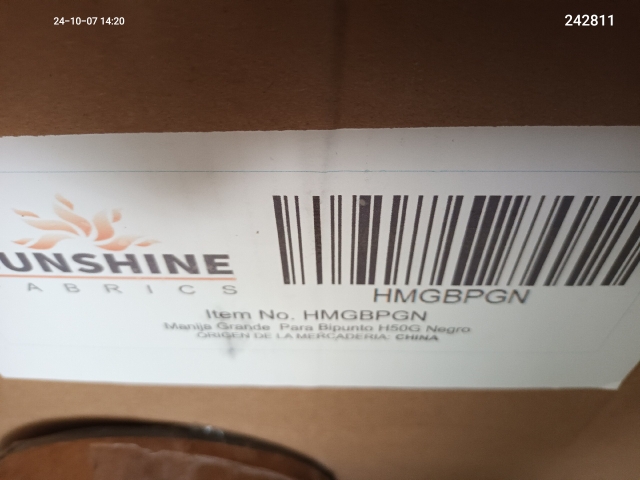 24-10-07 14:20
242811
UNSHINE
ABRICS
HMGBPGN
Item No. HMGBPGN
Manija Grande Para Bipunto H50G Negro
ORIGEN DE LA MERCADERIA: CHINA